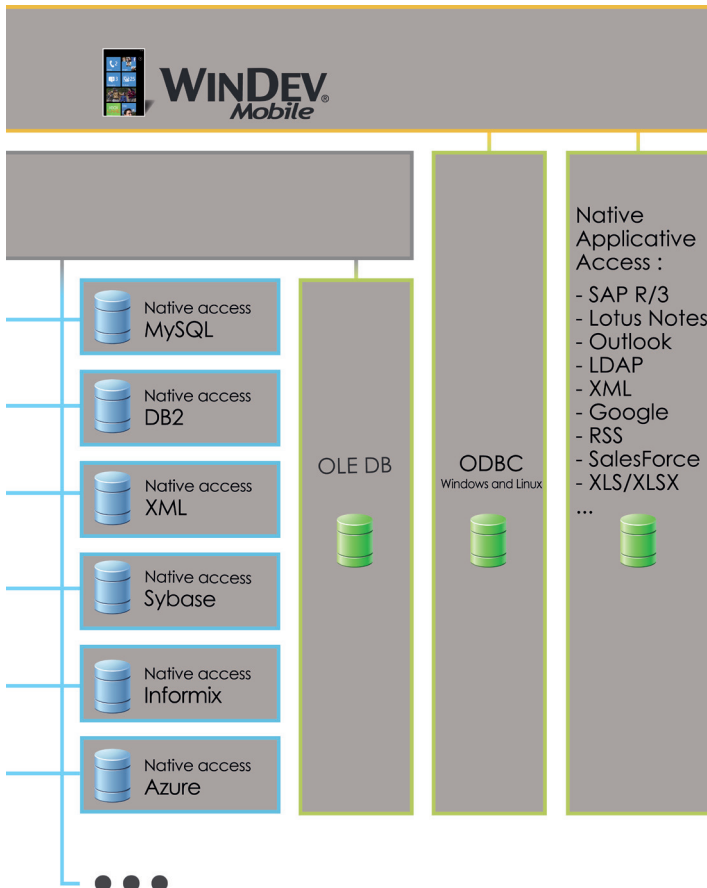 WINDEV®
Mobile
Native access
MySQL
Native access
DB2
Native access
XML
Native access
Sybase
Native access
Informix
Native access
Azure
OLE DB
ODBC
Windows and Linux
Native
Applicative
Access :
- SAP R/3
- Lotus Notes
- Outlook
- LDAP
- XML
- Google
- RSS
- SalesForce
- XLS/XLSX
...